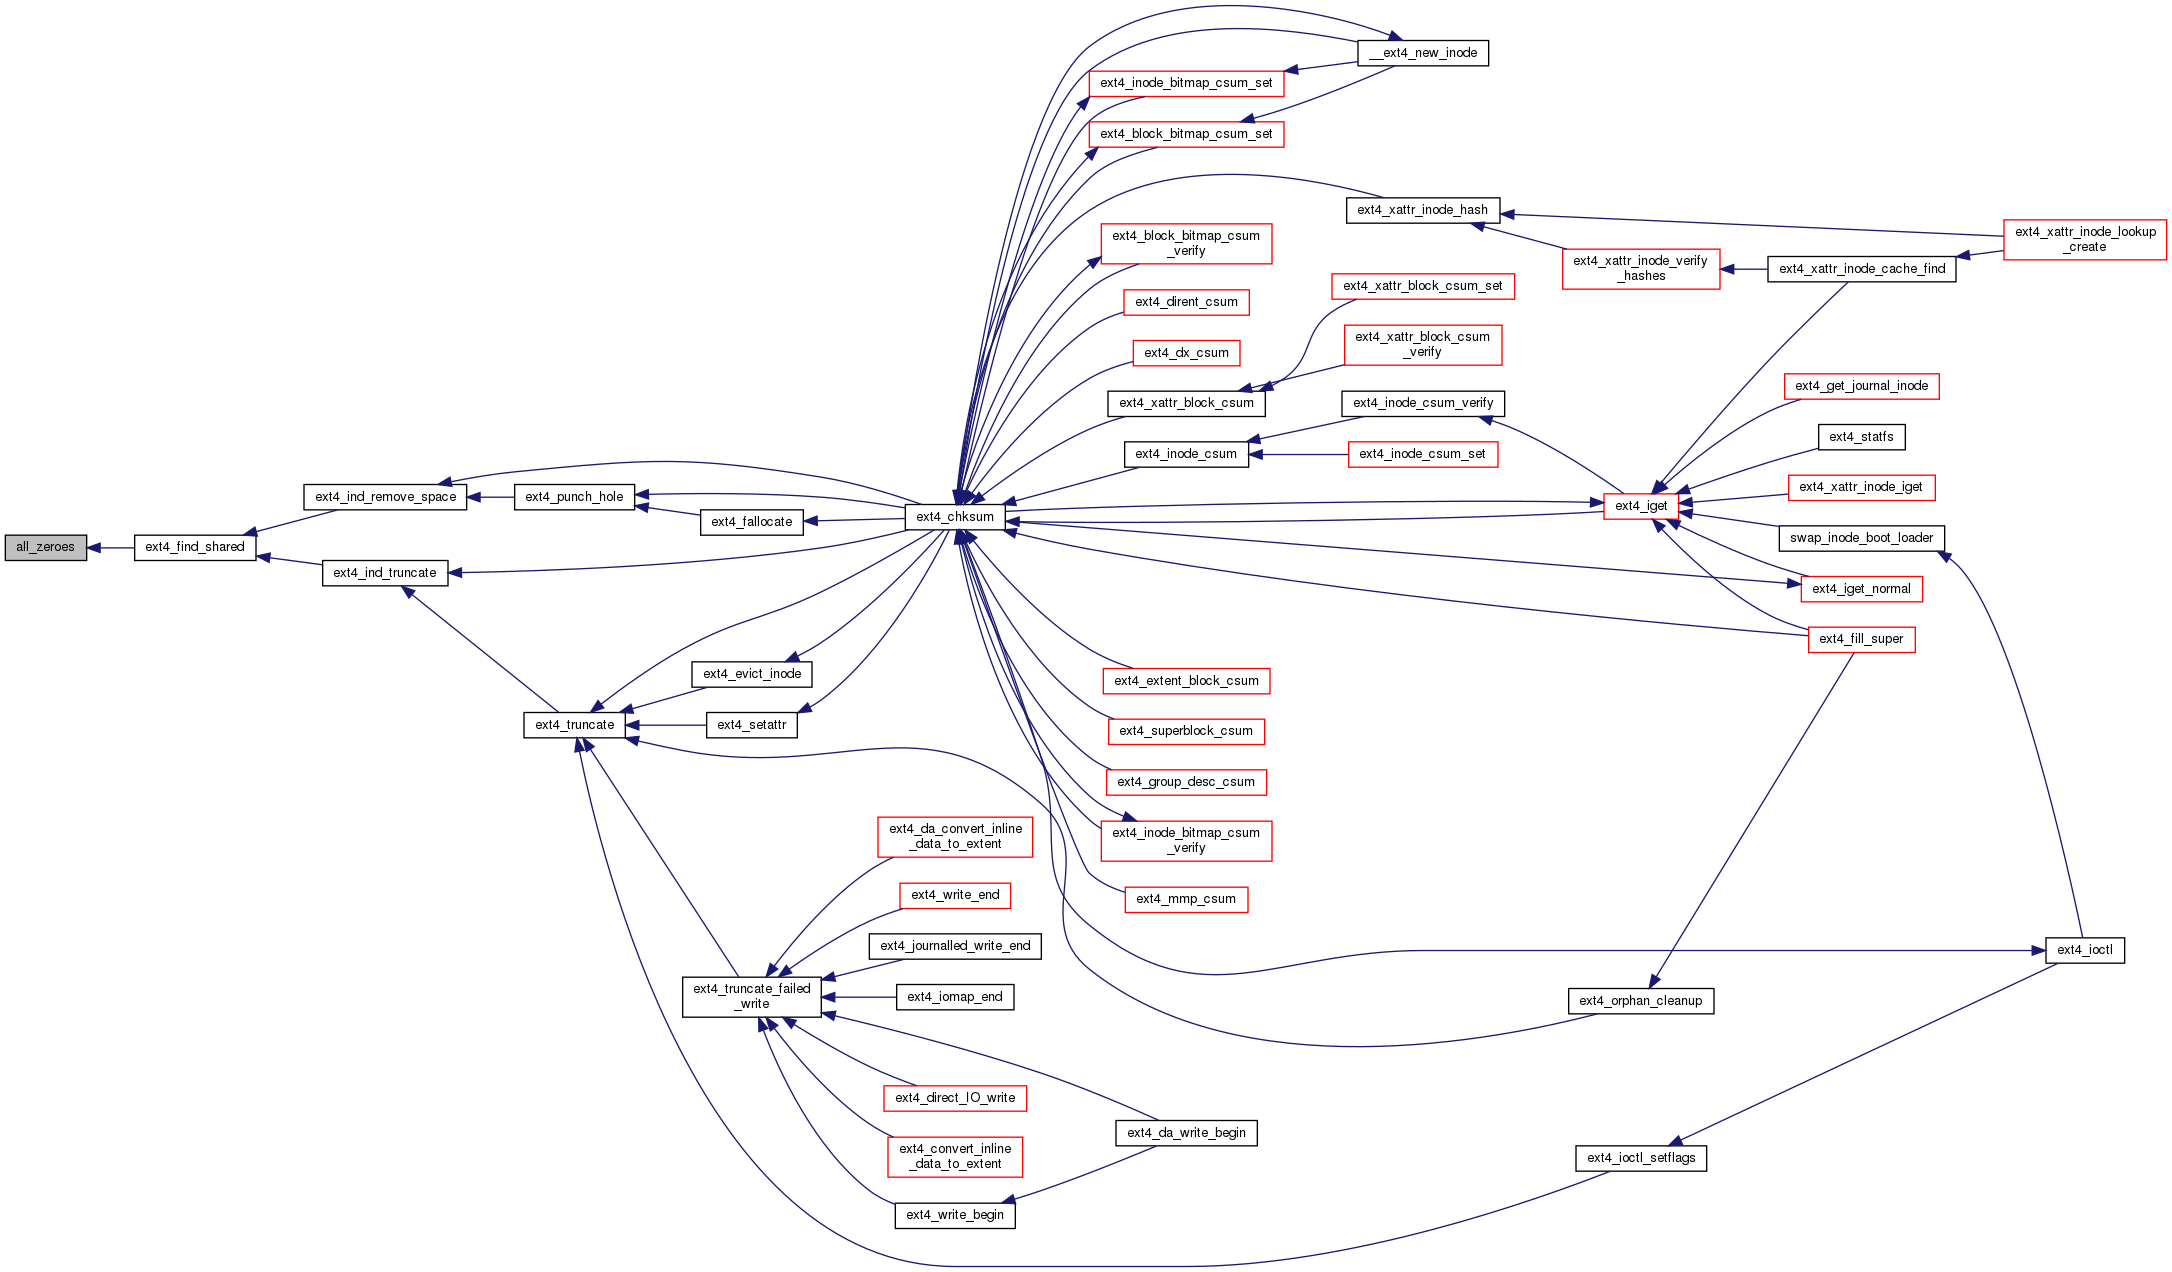 __ext4_new_inode
ext4_inode_bitmap_csum_set
ext4_block_bitmap_csum_set
ext4_xattr_inode_hash
ext4_xattr_inode_lookup
_create
ext4_block_bitmap_csum
_verify
ext4_xattr_inode_verify
_hashes
ext4_xattr_inode_cache_find
ext4_xattr_block_csum_set
ext4_dirent_csum
ext4_xattr_block_csum
_verify
ext4_dx_csum
ext4_get_journal_inode
ext4_xattr_block_csum
ext4_inode_csum_verify
ext4_statfs
ext4_inode_csum
ext4_inode_csum_set
ext4_xattr_inode_iget
ext4_ind_remove_space
ext4_punch_hole
ext4_iget
ext4_chksum
ext4_fallocate
swap_inode_boot_loader
all_zeroes
ext4_find_shared
ext4_ind_truncate
ext4_iget_normal
ext4_fill_super
ext4_evict_inode
ext4_extent_block_csum
ext4_truncate
ext4_setattr
ext4_superblock_csum
ext4_group_desc_csum
ext4_da_convert_inline
_data_to_extent
ext4_inode_bitmap_csum
_verify
ext4_write_end
ext4_mmp_csum
ext4_journalled_write_end
ext4_ioctl
ext4_truncate_failed
_write
ext4_iomap_end
ext4_orphan_cleanup
ext4_direct_IO_write
ext4_da_write_begin
ext4_convert_inline
_data_to_extent
ext4_ioctl_setflags
ext4_write_begin